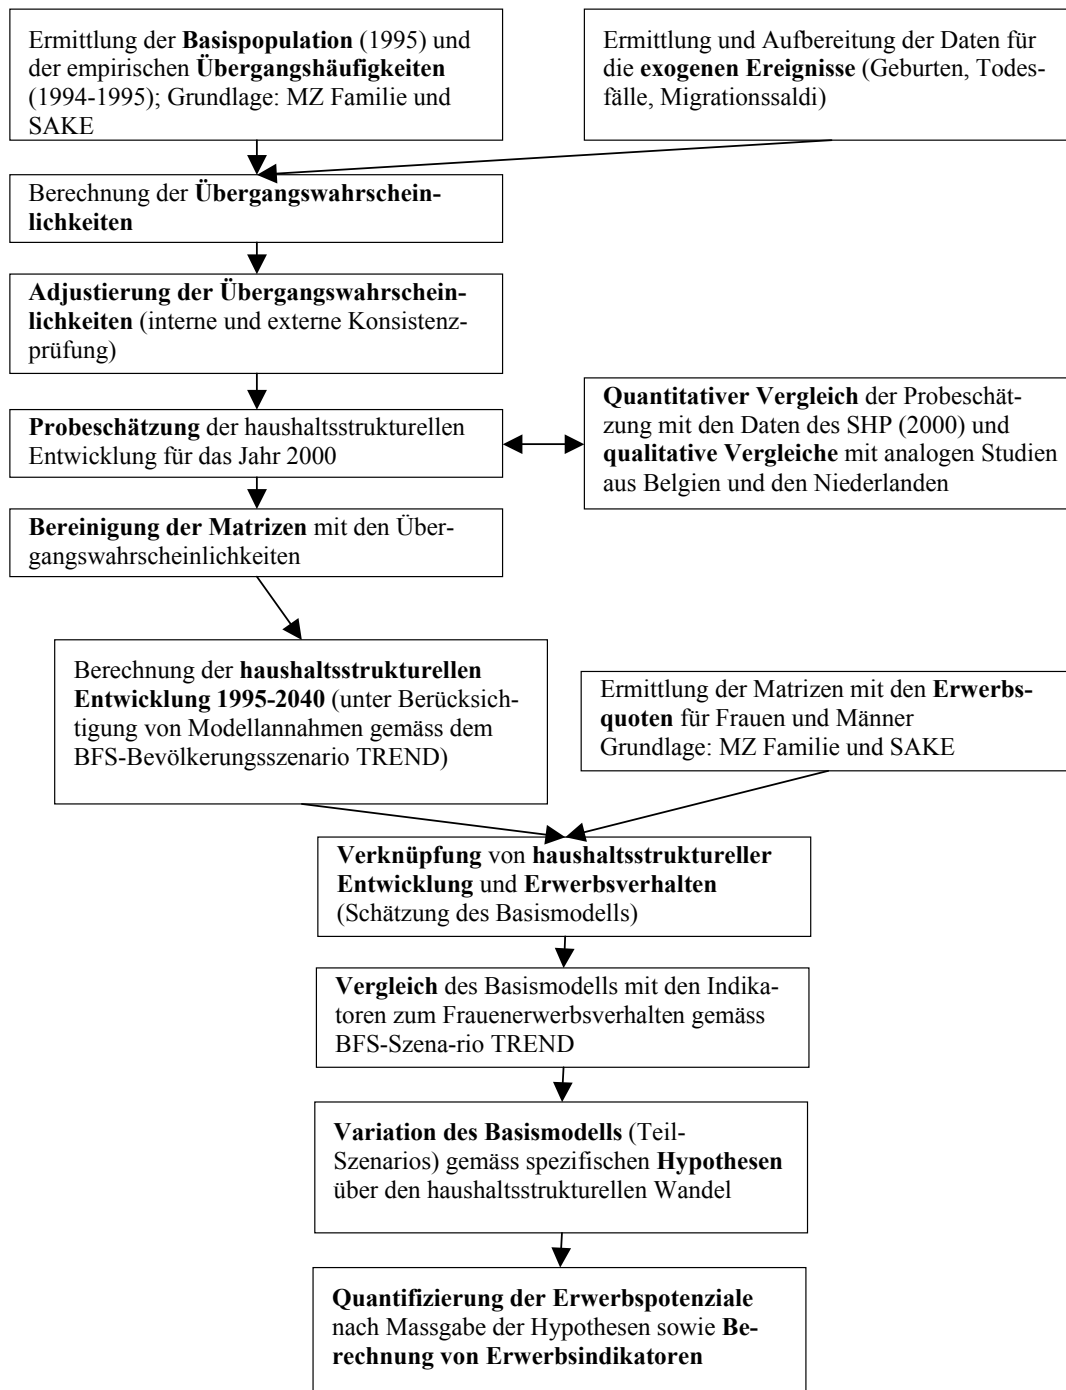 Ermittlung der Basispopulation (1995) und
der empirischen Übergangshäufigkeiten
(1994-1995); Grundlage: MZ Familie und
SAKE
Ermittlung und Aufbereitung der Daten für
die exogenen Ereignisse (Geburten, Todes-
fälle, Migrationssaldi)
Berechnung der Übergangswahrschein-
lichkeiten
Adjustierung der Übergangswahrschein-
lichkeiten (interne und externe Konsistenz-
prüfung)
Probeschätzung der haushaltsstrukturellen
Entwicklung für das Jahr 2000
Quantitativer Vergleich der Probeschät-
zung mit den Daten des SHP (2000) und
qualitative Vergleiche mit analogen Studien
aus Belgien und den Niederlanden
Bereinigung der Matrizen mit den Über-
gangswahrscheinlichkeiten
Berechnung der haushaltsstrukturellen
Entwicklung 1995-2040 (unter Berücksich-
tigung von Modellannahmen gemäss dem
BFS-Bevölkerungsszenario TREND)
Ermittlung der Matrizen mit den Erwerbs-
quoten für Frauen und Männer
Grundlage: MZ Familie und SAKE
Verknüpfung von haushaltsstruktureller
Entwicklung und Erwerbsverhalten
(Schätzung des Basismodells)
Vergleich des Basismodells mit den Indika-
toren zum Frauenerwerbsverhalten gemäss
BFS-Szena-rio TREND
Variation des Basismodells (Teil-
Szenarios) gemäss spezifischen Hypothesen
über den haushaltsstrukturellen Wandel
Quantifizierung der Erwerbspotenziale
nach Massgabe der Hypothesen sowie Be-
rechnung von Erwerbsindikatoren